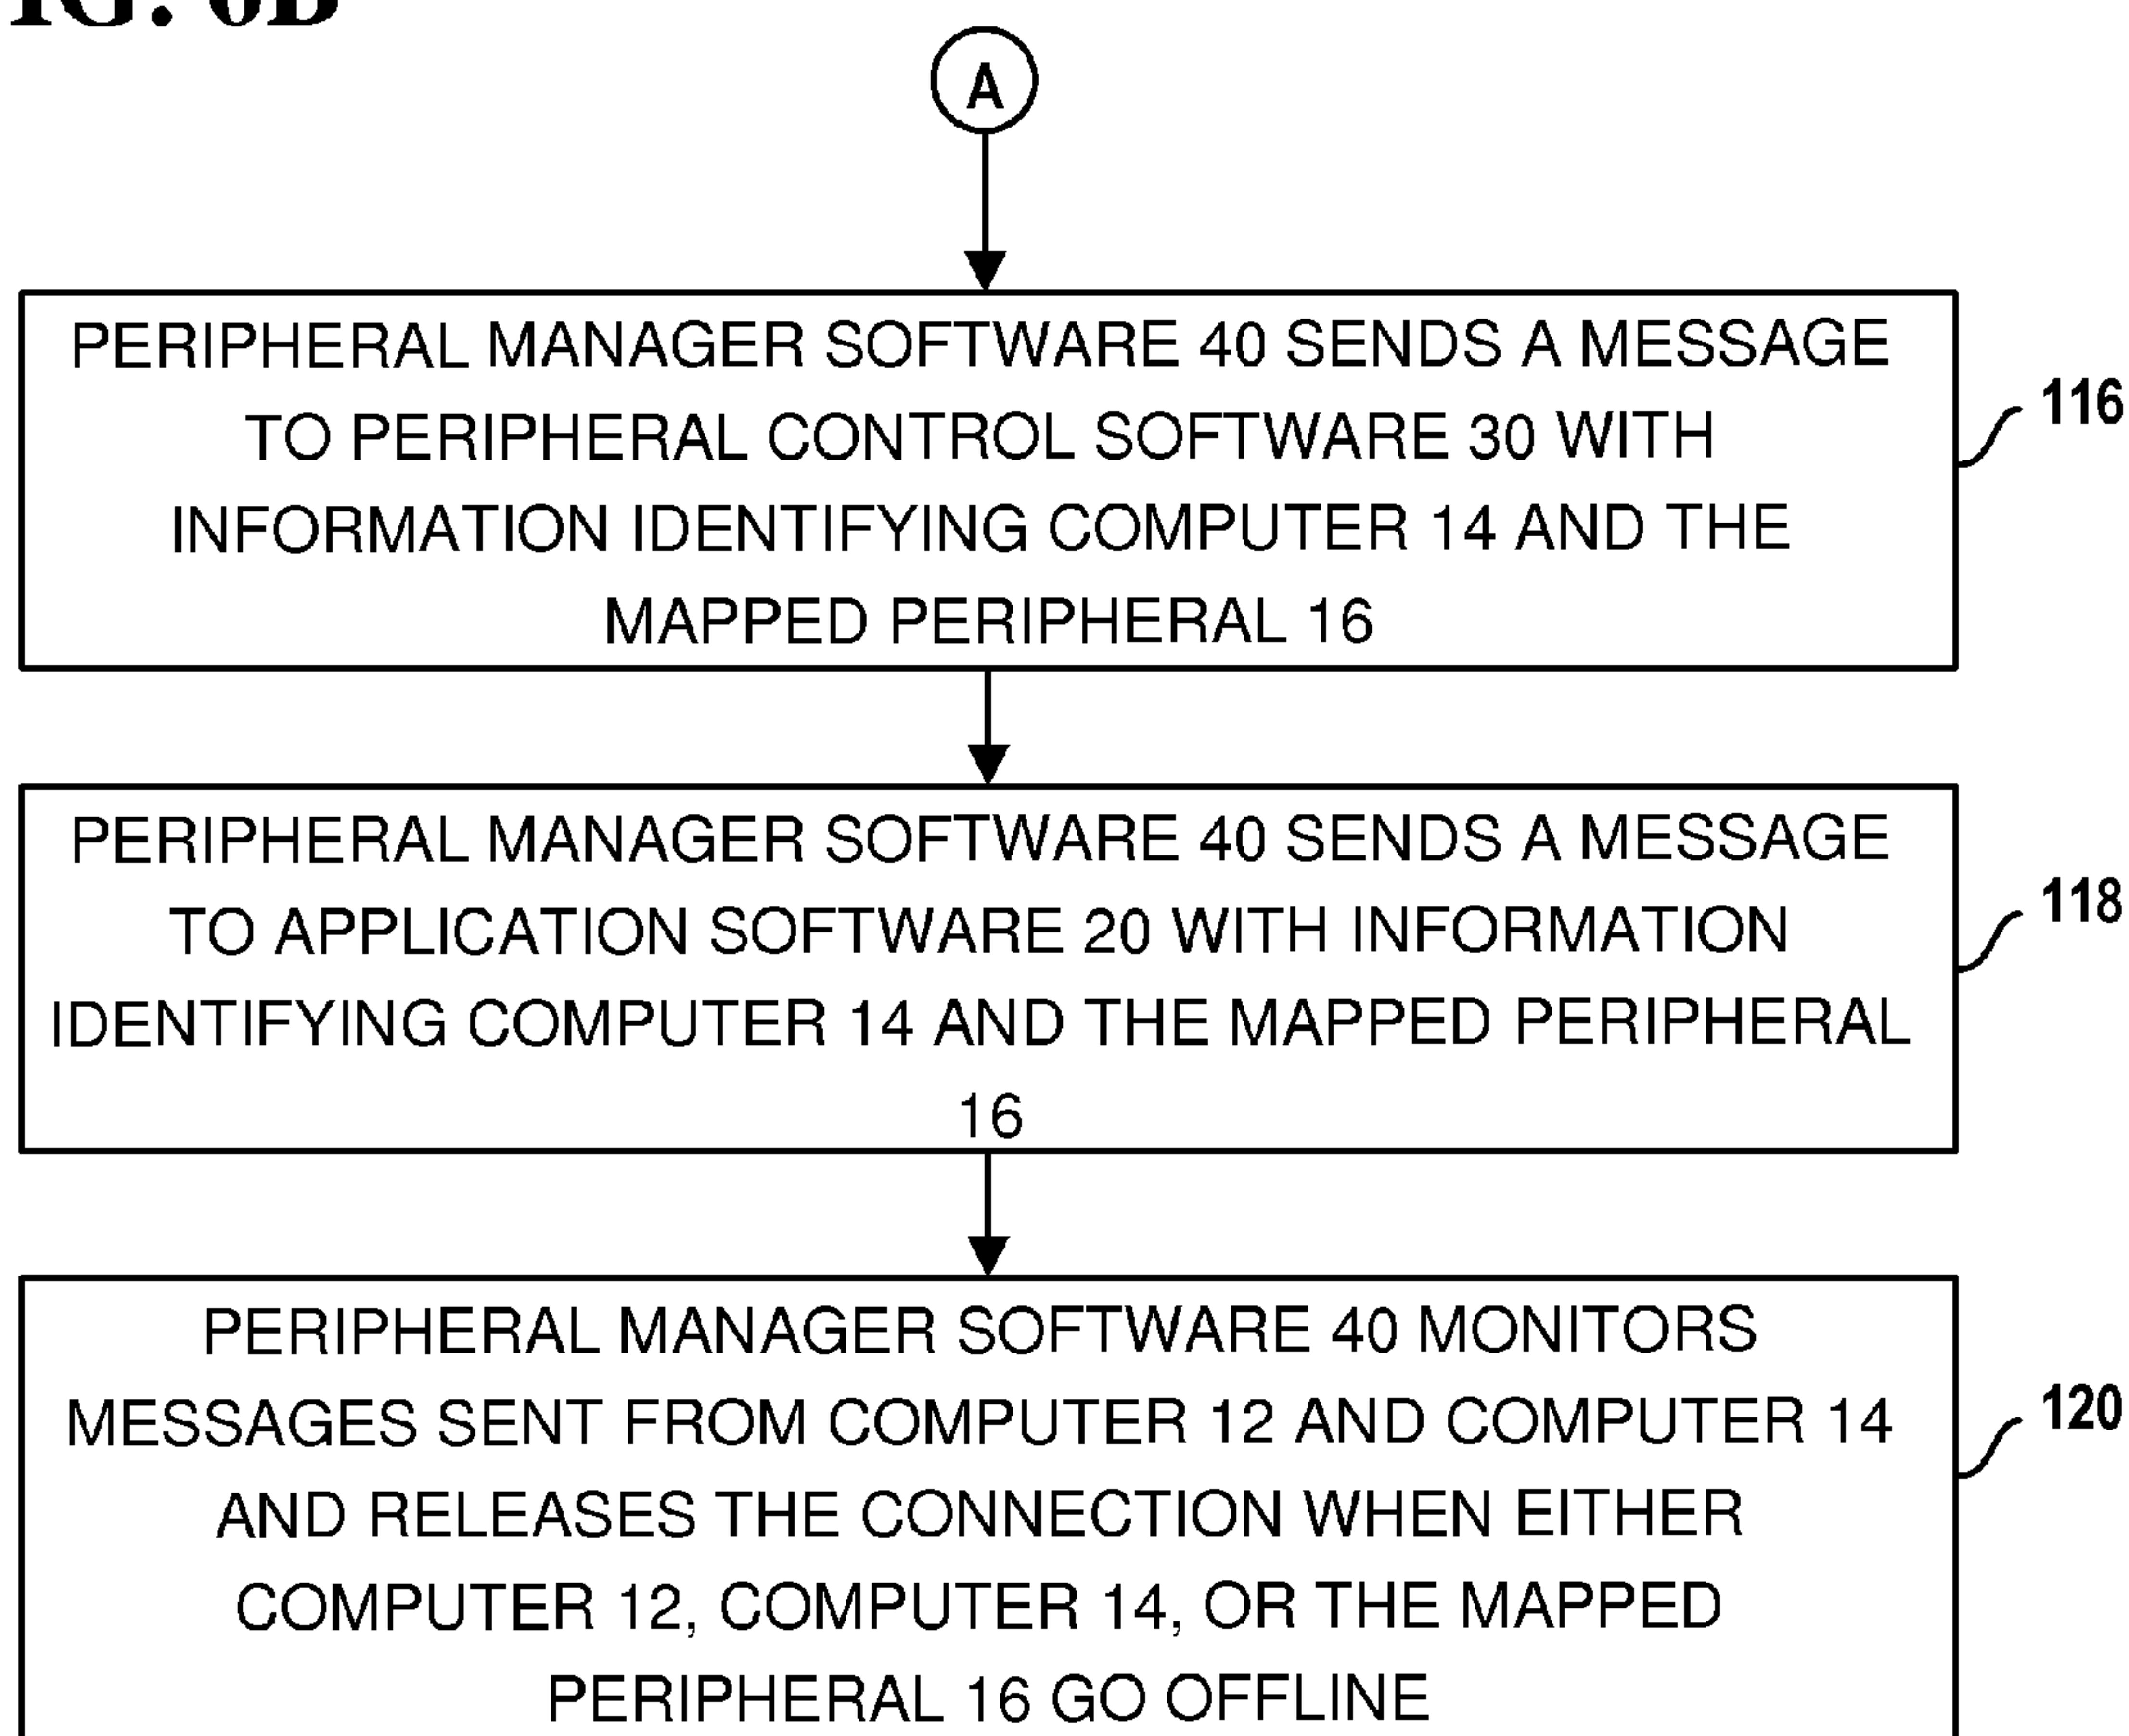 A
PERIPHERAL MANAGER SOFTWARE 40 SENDS A MESSAGE
TO PERIPHERAL CONTROL SOFTWARE 30 WITH
INFORMATION IDENTIFYING COMPUTER 14 AND THE
MAPPED PERIPHERAL 16
116
PERIPHERAL MANAGER SOFTWARE 40 SENDS A MESSAGE
TO APPLICATION SOFTWARE 20 WITH INFORMATION
IDENTIFYING COMPUTER 14 AND THE MAPPED PERIPHERAL
16
118
PERIPHERAL MANAGER SOFTWARE 40 MONITORS
MESSAGES SENT FROM COMPUTER 12 AND COMPUTER 14
AND RELEASES THE CONNECTION WHEN EITHER
COMPUTER 12, COMPUTER 14, OR THE MAPPED
PERIPHERAL 16 GO OFFLINE
120